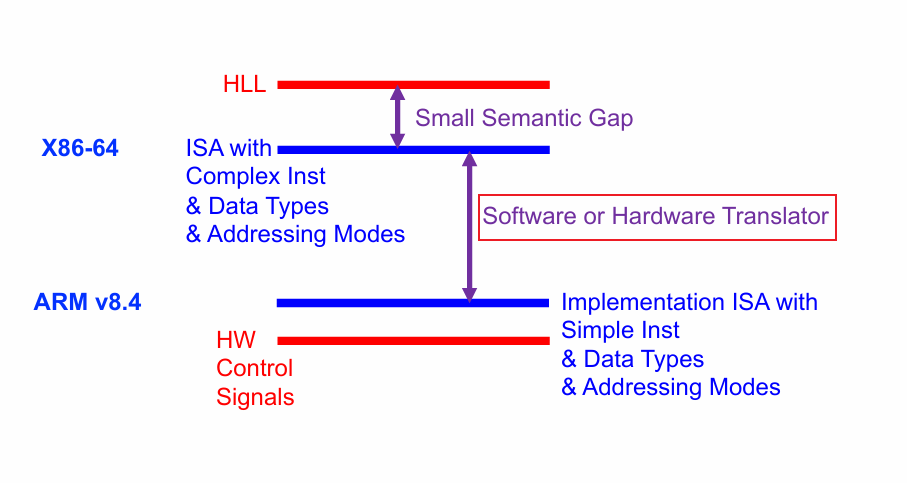 HLL
Small Semantic Gap
X86-64
ISA with
Complex Inst
& Data Types
& Addressing Modes
Software or Hardware Translator
ARM v8.4
Implementation ISA with
Simple Inst
& Data Types
& Addressing Modes
HW
Control
Signals